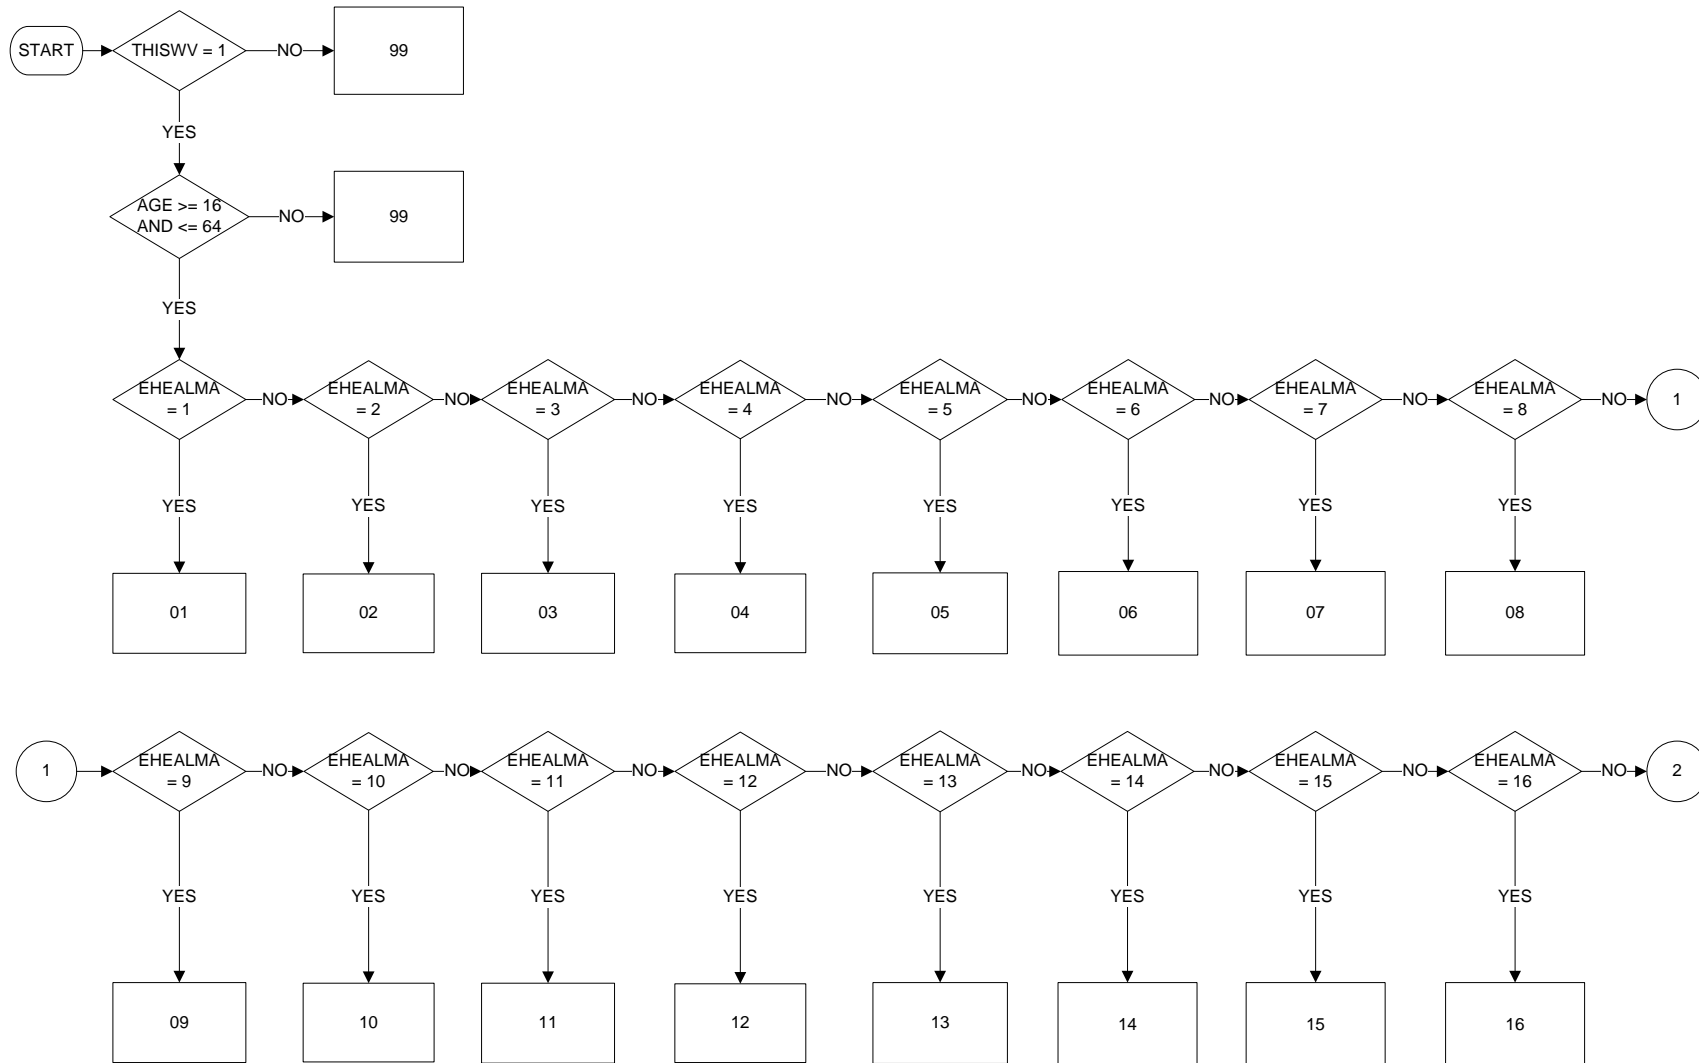 START
THISWV = 1
NO
99
YES
AGE >= 16
AND <= 64
NO
99
YES
EHEALMA
= 1
NO
EHEALMA
= 2
NO
EHEALMA
= 3
NO
EHEALMA
= 4
NO
EHEALMA
= 5
NO
EHEALMA
= 6
NO
EHEALMA
= 7
NO
EHEALMA
= 8
NO
1
YES
YES
YES
YES
YES
YES
YES
YES
01
02
03
04
05
06
07
08
1
EHEALMA
= 9
NO
EHEALMA
= 10
NO
EHEALMA
= 11
NO
EHEALMA
= 12
NO
EHEALMA
= 13
NO
EHEALMA
= 14
NO
EHEALMA
= 15
NO
EHEALMA
= 16
NO
2
YES
YES
YES
YES
YES
YES
YES
YES
09
10
11
12
13
14
15
16